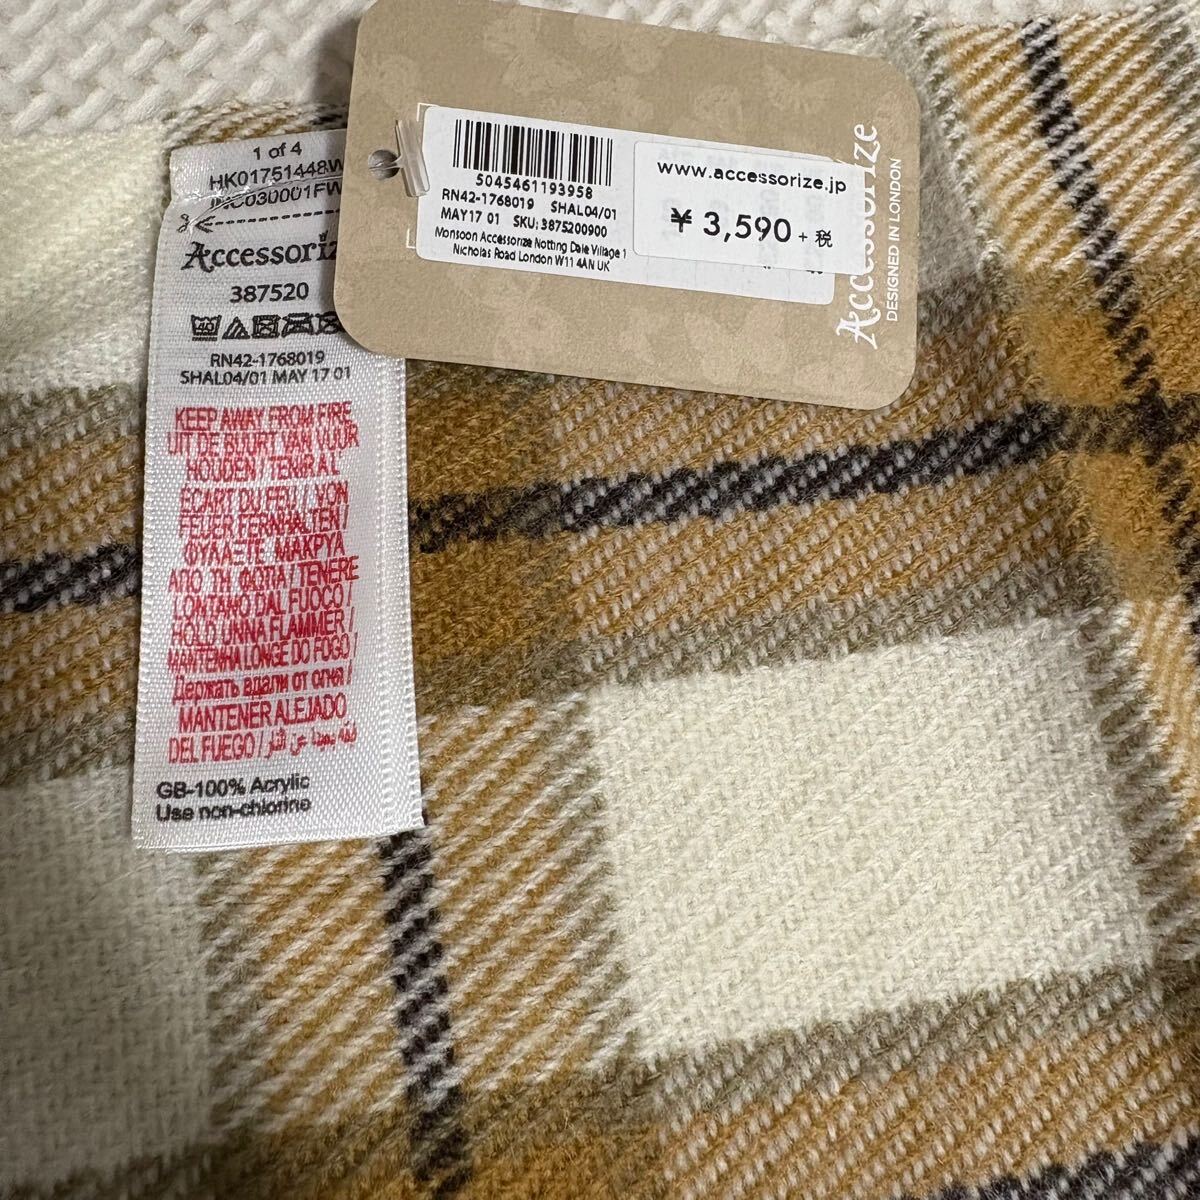 1 of 4
HK01751448W
INC030001FW
Accessorize
387520
40
RN42-1768019
SHAL04/01 MAY 17 01
KEEP AWAY FROM FIRE
UIT DE BUURT VAN VUUR
HOUDEN / TENIR A L'
ECART DU FEU / VON
FEUER FERNHALTEN /
ΦΥΛΑΞΤΕ ΜΑΚΡΥΑ
ΑΠΟ ΤΗ ΦΩΤΙΑ / TENERE
LONTANO DAL FUOCO /
HOLD UNNA FLAMMER /
MANTENHA LONGE DO FOGO /
Держать вдали от огня /
MANTENER ALEJADO
DEL FUEGO /
GB-100% Acrylic
Use non-chlorine
5045461193958
RN42-1768019 SHAL04/01
MAY17 01 SKU: 3875200900
Monsoon Accessorize Notting Dale Village 1
Nicholas Road London W11 4AN UK
www.accessorize.jp
¥ 3,590 + 税
Accessorize
DESIGNED IN LONDON